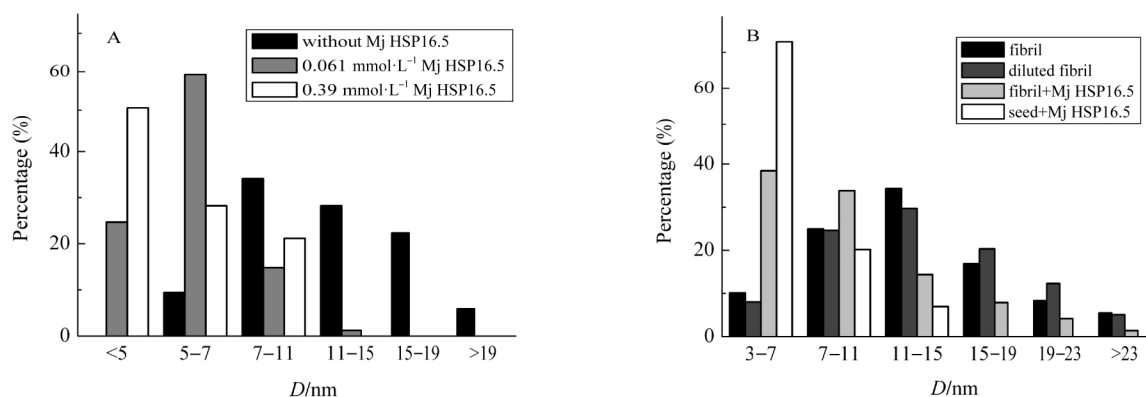 A
without Mj HSP16.5
0.061 mmol·L⁻¹ Mj HSP16.5
0.39 mmol·L⁻¹ Mj HSP16.5
Percentage (%)
60
40
20
0
<5 5−7 7−11 11−15 15−19 >19
D/nm
B
fibril
diluted fibril
fibril+Mj HSP16.5
seed+Mj HSP16.5
Percentage (%)
60
40
20
0
3−7 7−11 11−15 15−19 19−23 >23
D/nm